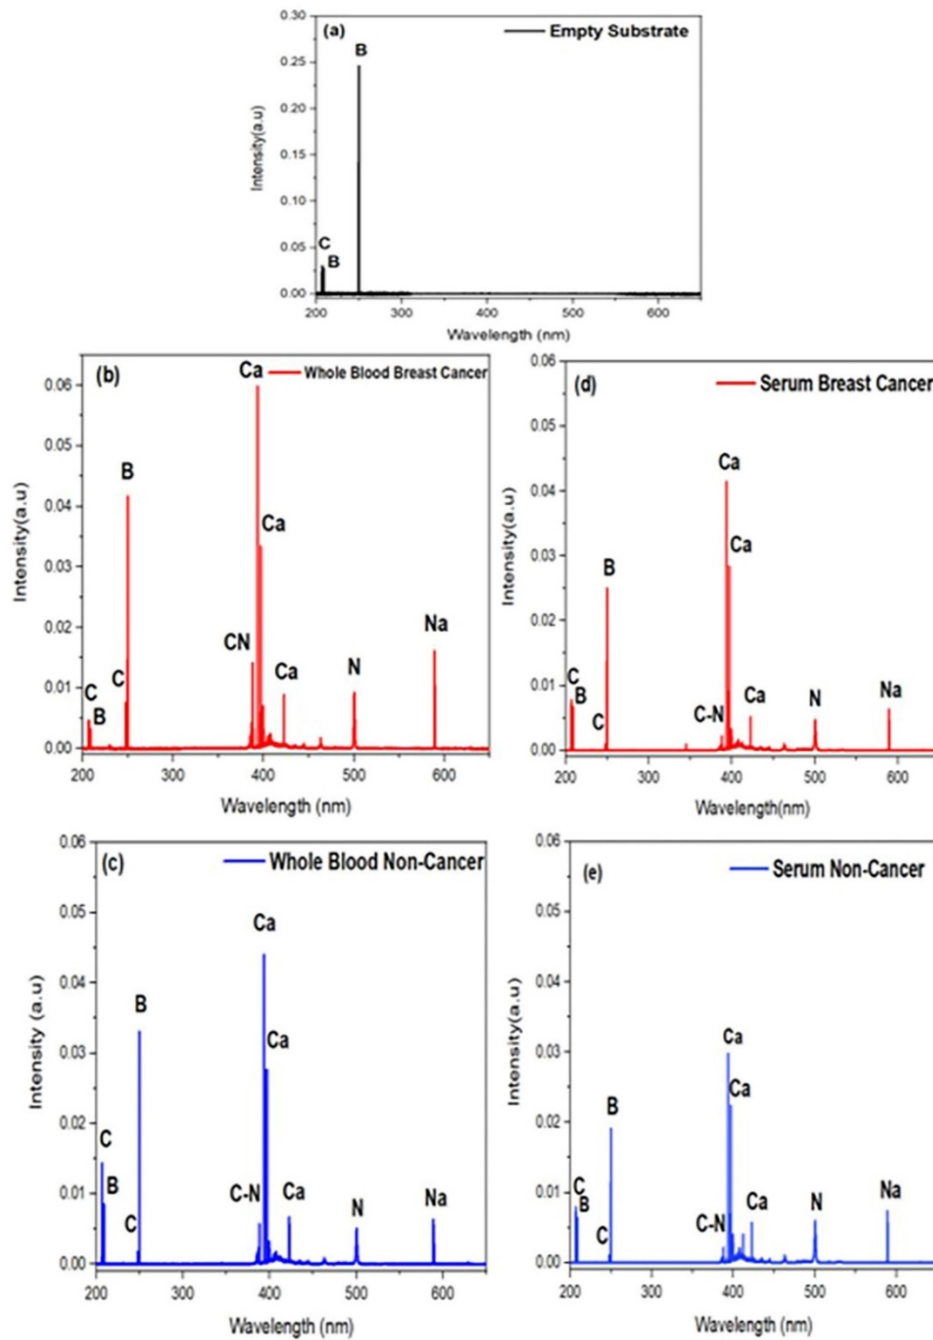 (a)
Empty Substrate
B
C
B
0.30
0.25
0.20
0.15
0.10
0.05
0.00
Intensity(a.u)
200 300 400 500 600
Wavelength (nm)
(b)
Whole Blood Breast Cancer
Ca
B
Ca
CN
Na
C
Ca
N
C
B
0.06
0.05
0.04
0.03
0.02
0.01
0.00
Intensity(a.u)
200 300 400 500 600
Wavelength (nm)
(d)
Serum Breast Cancer
Ca
Ca
B
C
B
C
C-N
Ca
N
Na
0.06
0.05
0.04
0.03
0.02
0.01
0.00
Intensity(a.u)
200 300 400 500 600
Wavelength(nm)
(c)
Whole Blood Non-Cancer
Ca
B
Ca
C
B
C
C-N
Ca
N
Na
0.06
0.05
0.04
0.03
0.02
0.01
0.00
Intensity (a.u)
200 300 400 500 600
Wavelength (nm)
(e)
Serum Non-Cancer
Ca
B
Ca
C
B
C
C-N
Ca
N
Na
0.06
0.05
0.04
0.03
0.02
0.01
0.00
Intensity(a.u)
200 300 400 500 600
Wavelength (nm)